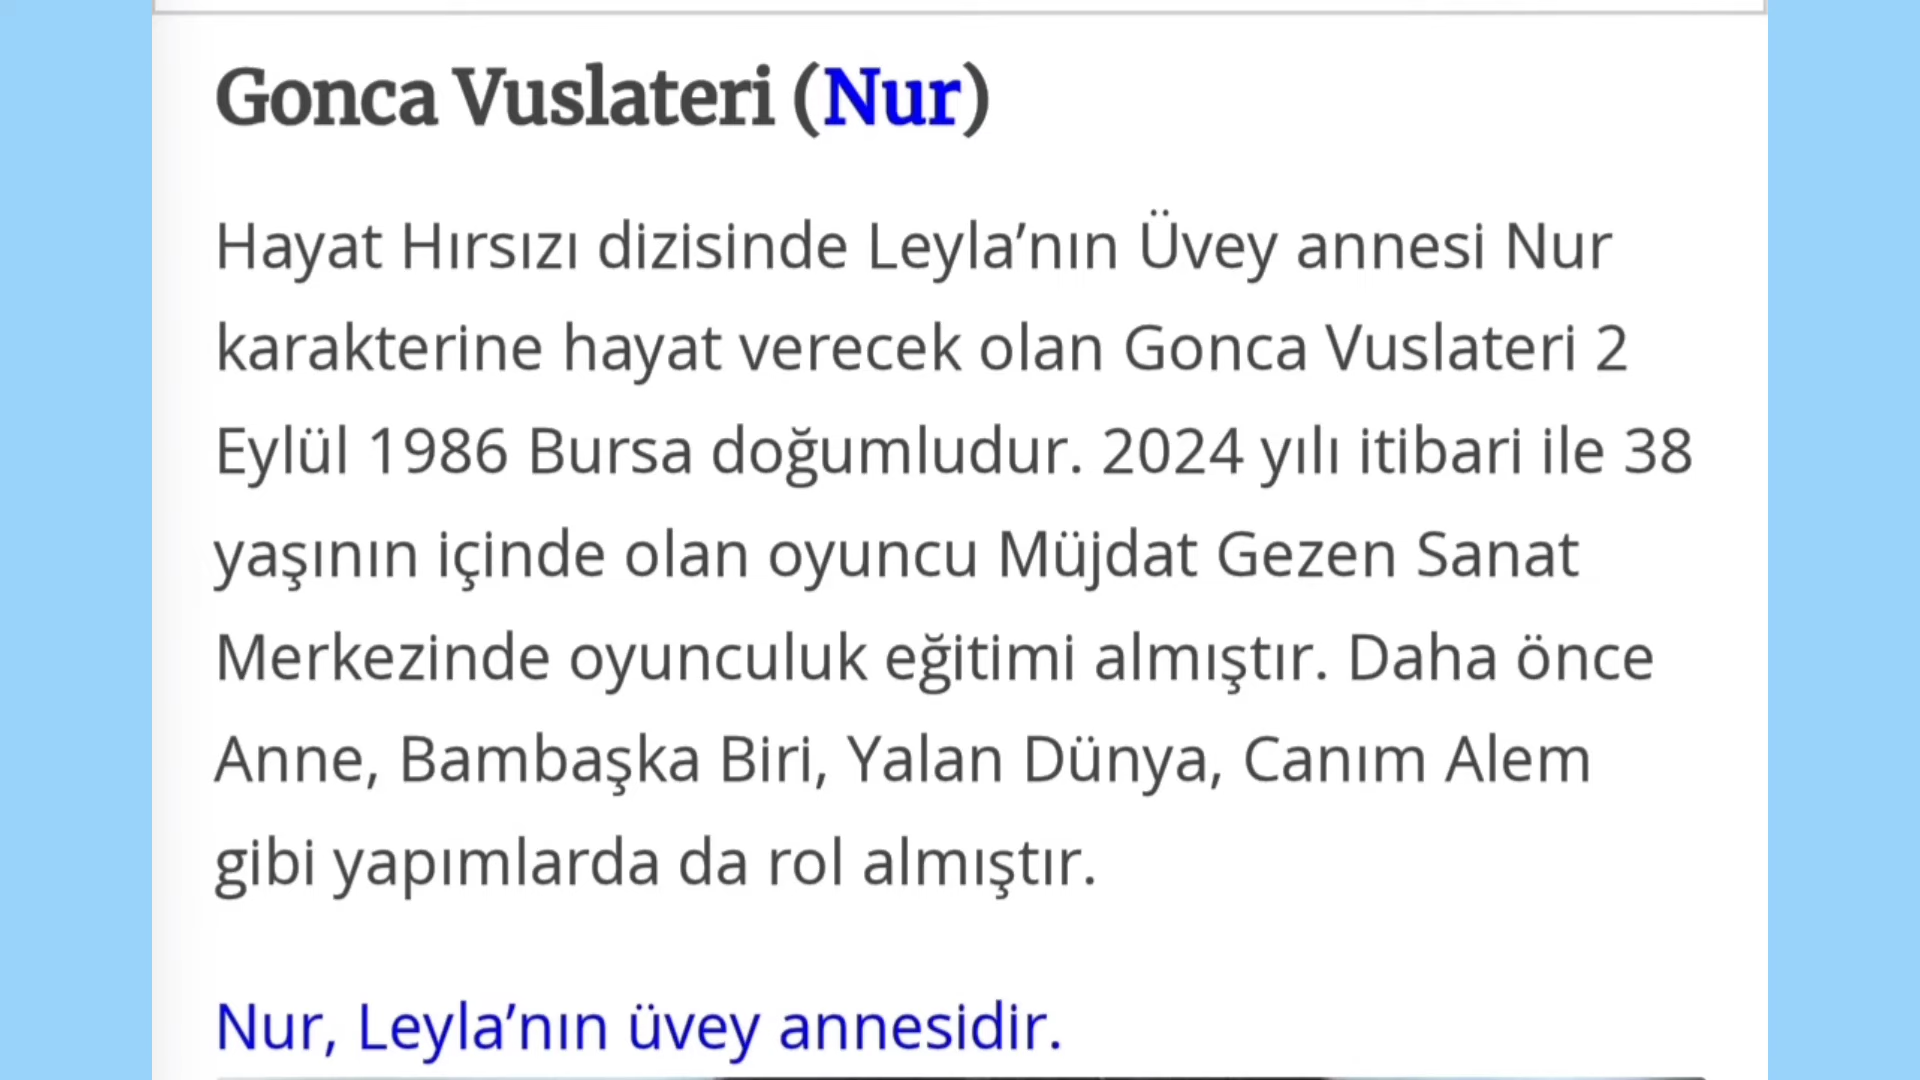 Gonca Vuslateri (Nur)
Hayat Hırsızı dizisinde Leyla’nın Üvey annesi Nur
karakterine hayat verecek olan Gonca Vuslateri 2
Eylül 1986 Bursa doğumludur. 2024 yılı itibari ile 38
yaşının içinde olan oyuncu Müjdat Gezen Sanat
Merkezinde oyunculuk eğitimi almıştır. Daha önce
Anne, Bambaşka Biri, Yalan Dünya, Canım Alem
gibi yapımlarda da rol almıştır.
Nur, Leyla’nın üvey annesidir.